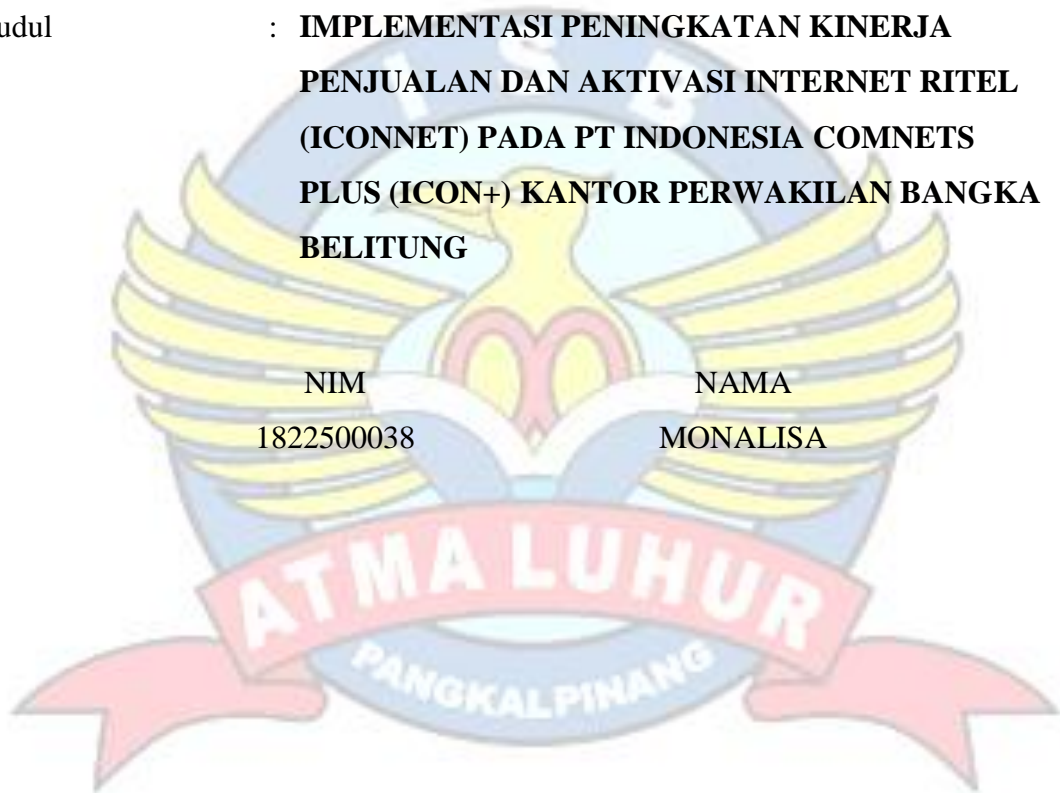 udul : IMPLEMENTASI PENINGKATAN KINERJA
PENJUALAN DAN AKTIVASI INTERNET RITEL
(ICONNET) PADA PT INDONESIA COMNETS
PLUS (ICON+) KANTOR PERWAKILAN BANGKA
BELITUNG
NIM NAMA
1822500038 MONALISA
ATMA LUHUR
PANGKALPINANG